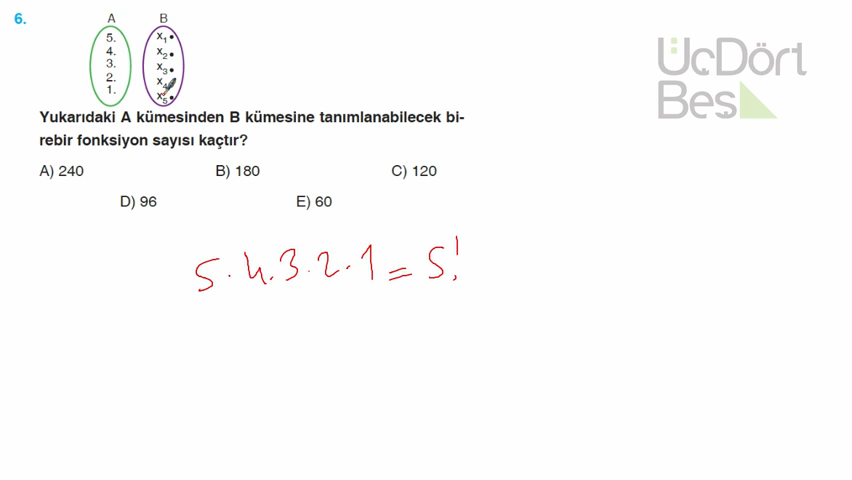 6.
A B
5. x1
4. x2
3. x3
2. x
1. x5
Yukarıdaki A kümesinden B kümesine tanımlanabilecek bi-
rebir fonksiyon sayısı kaçtır?
A) 240 B) 180 C) 120
D) 96 E) 60
5.4.3.2.1=5!
ÜçDört
Beş